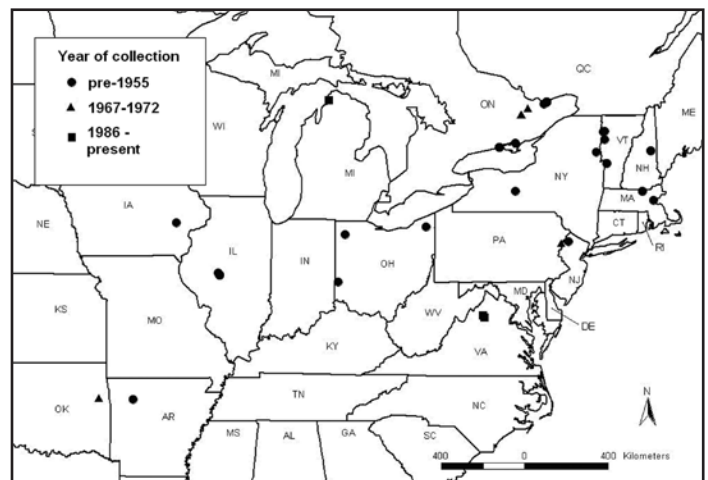 Year of collection
pre-1955
1967-1972
1986 -
present
MI
QC
ON
ME
WI
VT
NH
MI
NY
MA
IA
CT
RI
NE
PA
IL
IN
OH
NJ
MD
WV
DE
KS
MO
KY
VA
TN
NC
OK
AR
MS
AL
GA
SC
N
400 0 400 Kilometers